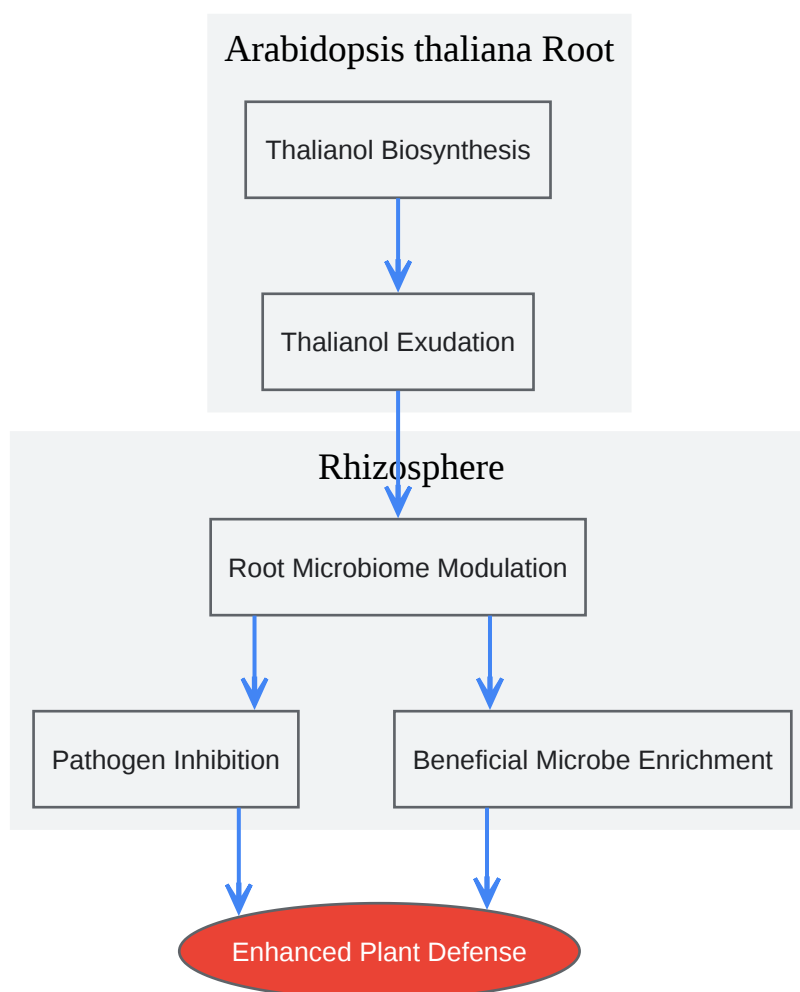 Arabidopsis thaliana Root
Thalianol Biosynthesis
Thalianol Exudation
Rhizosphere
Root Microbiome Modulation
Pathogen Inhibition
Beneficial Microbe Enrichment
Enhanced Plant Defense